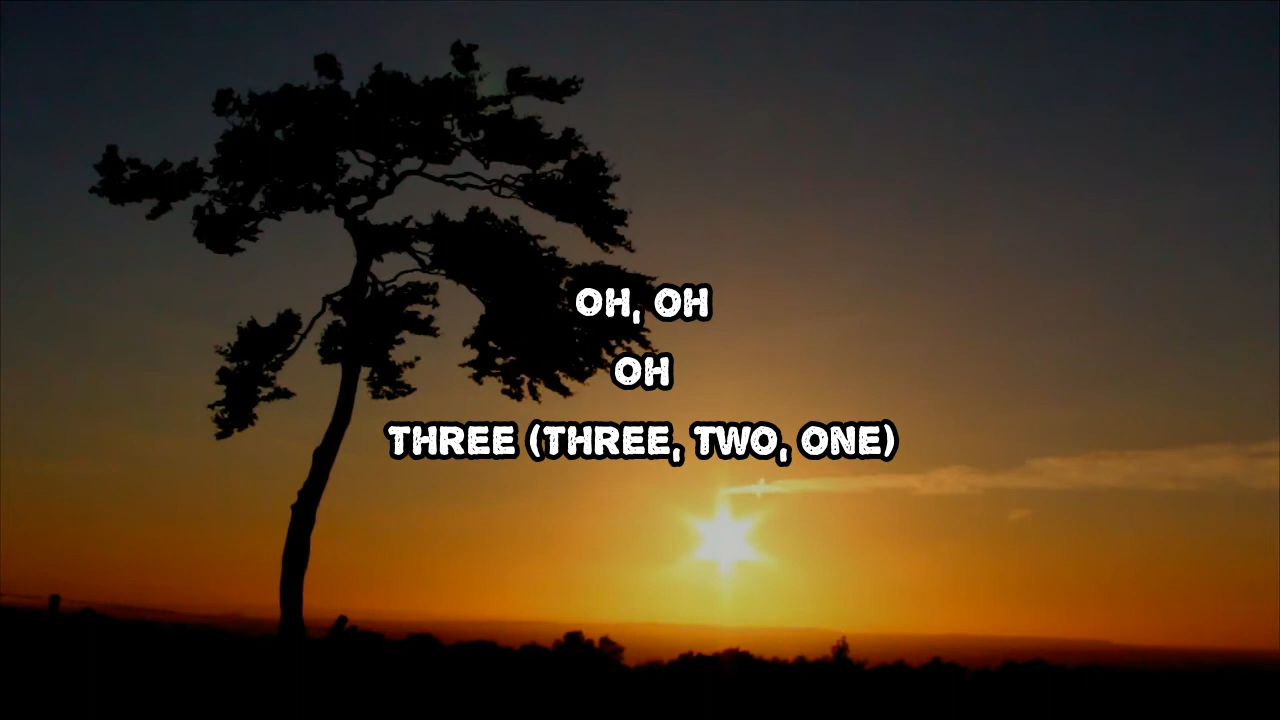 OH, OH
OH
THREE (THREE, TWO, ONE)